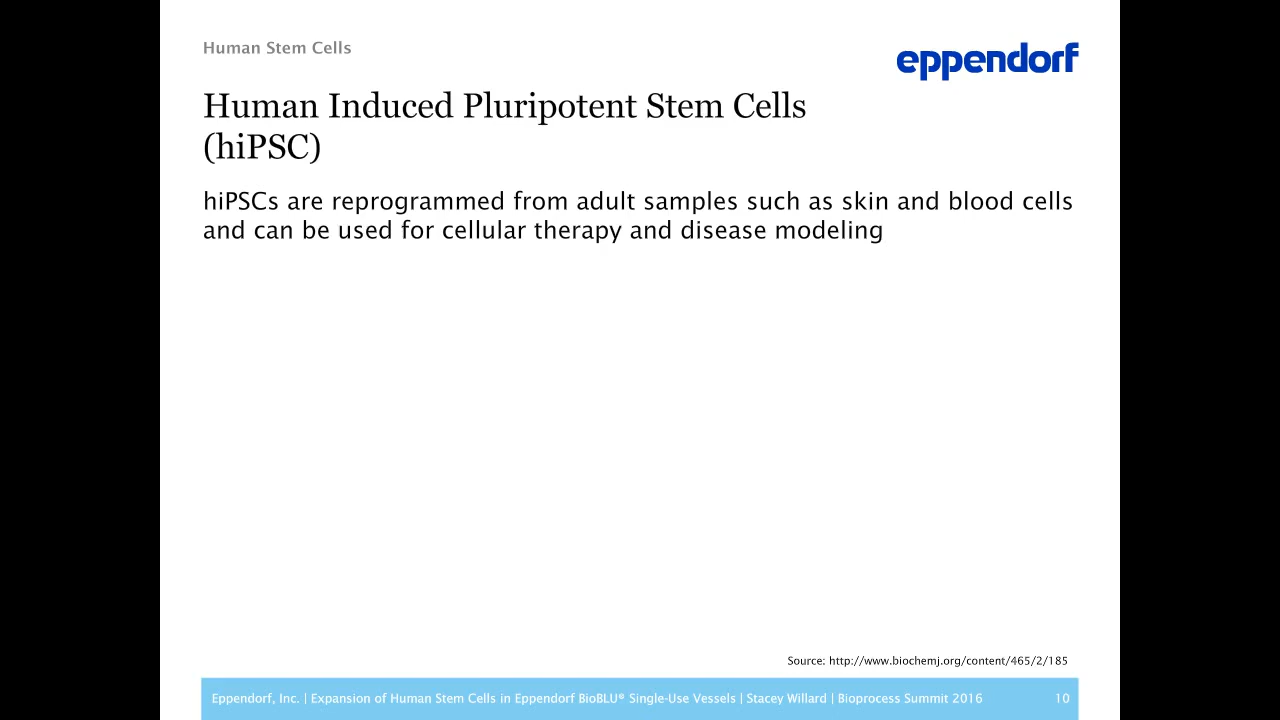 Human Stem Cells
eppendorf
Human Induced Pluripotent Stem Cells
(hiPSC)
hiPSCs are reprogrammed from adult samples such as skin and blood cells
and can be used for cellular therapy and disease modeling
Source: http://www.biochemj.org/content/465/2/185
Eppendorf, Inc. | Expansion of Human Stem Cells in Eppendorf BioBLU® Single-Use Vessels | Stacey Willard | Bioprocess Summit 2016 10